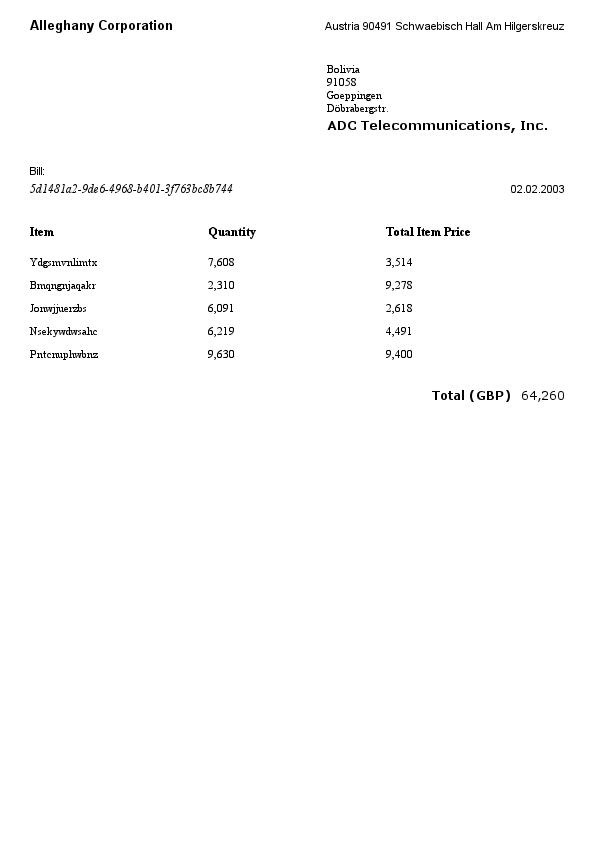 Alleghany Corporation Austria 90491 Schwaebisch Hall Am Hilgerskreuz
Bolivia
91058
Goeppingen
Döbrabergstr.
ADC Telecommunications, Inc.
Bill:
5d1481a2-9de6-4968-b401-3f763bc8b744 02.02.2003
Item Quantity Total Item Price
Ydgsmvnlimtx 7,608 3,514
Bmqngnjaqakr 2,310 9,278
Jonwjjuerzbs 6,091 2,618
Nsekywdwsahc 6,219 4,491
Pntcnuphwbnz 9,630 9,400
Total (GBP) 64,260